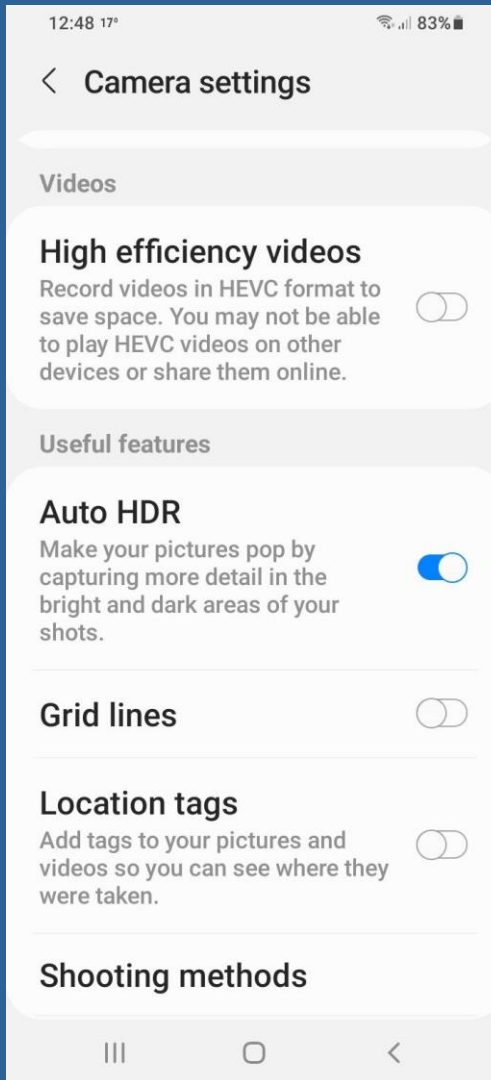 12:48 17°
83%
Camera settings
Videos
High efficiency videos
Record videos in HEVC format to
save space. You may not be able
to play HEVC videos on other
devices or share them online.
Useful features
Auto HDR
Make your pictures pop by
capturing more detail in the
bright and dark areas of your
shots.
Grid lines
Location tags
Add tags to your pictures and
videos so you can see where they
were taken.
Shooting methods